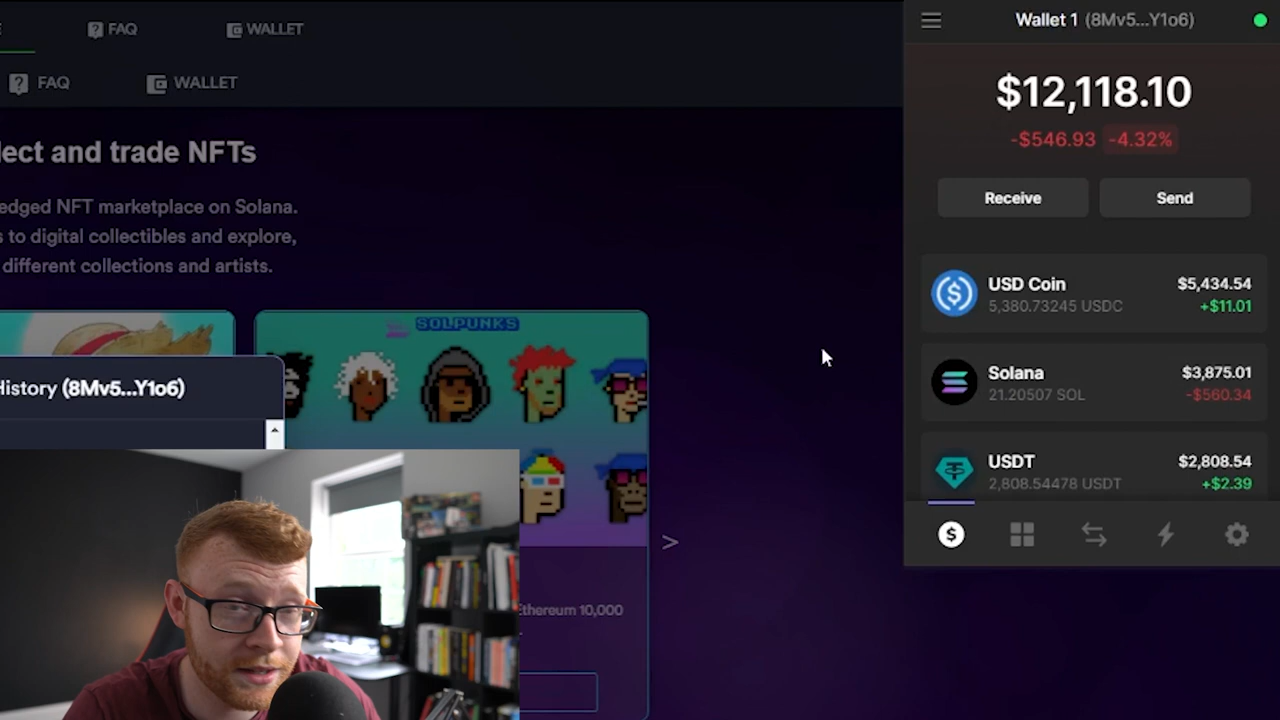 FAQ
WALLET
FAQ
WALLET
lect and trade NFTs
edged NFT marketplace on Solana.
s to digital collectibles and explore,
different collections and artists.
SOLPUNKS
History (8Mv5...Y1o6)
Ethereum 10,000
>
Wallet 1 (8Mv5...Y1o6)
$12,118.10
-$546.93 -4.32%
Receive
Send
USD Coin $5,434.54
5,380.73245 USDC +$11.01
Solana $3,875.01
21.20507 SOL -$560.34
USDT $2,808.54
2,808.54478 USDT +$2.39